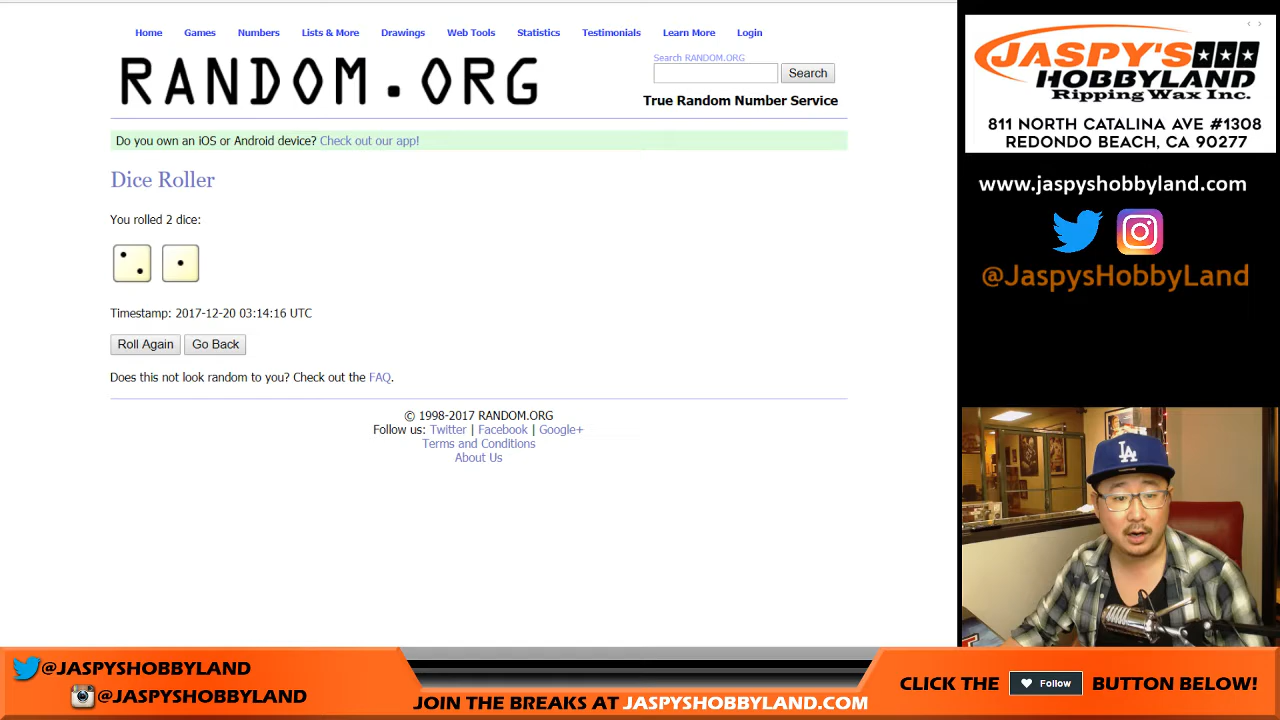 Home Games Numbers Lists & More Drawings Web Tools Statistics Testimonials Learn More Login
RANDOM.ORG
Search RANDOM.ORG
Search
True Random Number Service
Do you own an iOS or Android device? Check out our app!
Dice Roller
You rolled 2 dice:
Timestamp: 2017-12-20 03:14:16 UTC
Roll Again Go Back
Does this not look random to you? Check out the FAQ.
© 1998-2017 RANDOM.ORG
Follow us: Twitter | Facebook | Google+
Terms and Conditions
About Us
JASPY'S
HOBBYLAND
Ripping Wax Inc.
811 NORTH CATALINA AVE #1308
REDONDO BEACH, CA 90277
www.jaspyshobbyland.com
@JaspysHobbyLand
LA
@JASPYSHOBBYLAND
@JASPYSHOBBYLAND
JOIN THE BREAKS AT JASPYSHOBBYLAND.COM
CLICK THE Follow BUTTON BELOW!